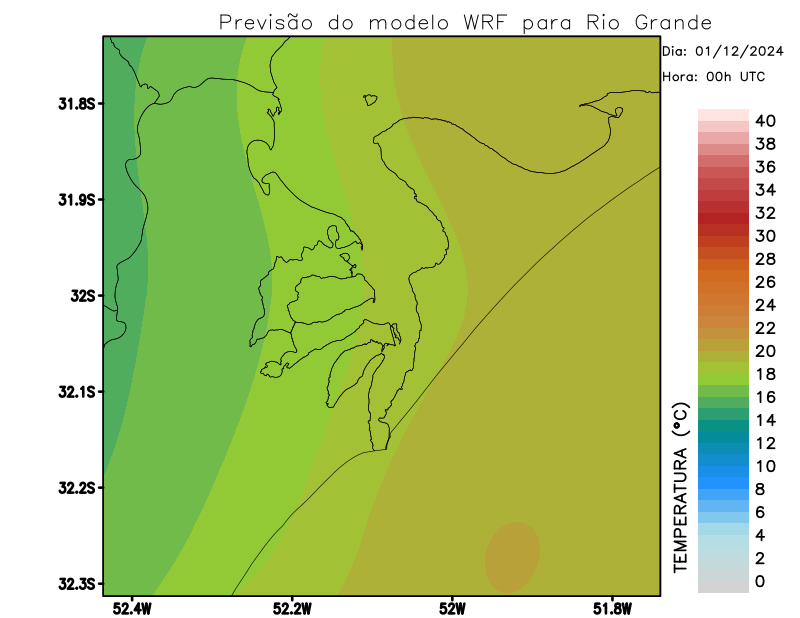 Previsão do modelo WRF para Rio Grande
Dia: 01/12/2024
Hora: 00h UTC
31.8S
31.9S
32S
32.1S
32.2S
32.3S
52.4W
52.2W
52W
51.8W
TEMPERATURA (°C)
40
38
36
34
32
30
28
26
24
22
20
18
16
14
12
10
8
6
4
2
0